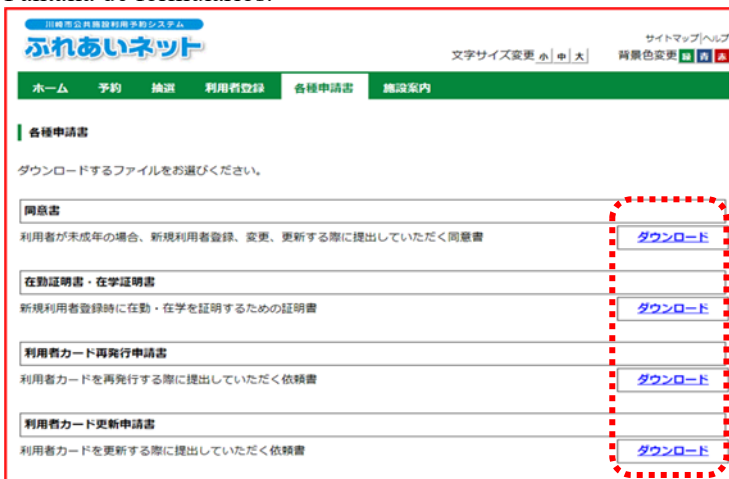 川崎市公共施設利用予約システム
ふれあいネット
サイトマップ|ヘルプ
文字サイズ変更 小 中 大 背景色変更 緑 青 赤
ホーム 予約 抽選 利用者登録 各種申請書 施設案内
各種申請書
ダウンロードするファイルをお選びください。
同意書
利用者が未成年の場合、新規利用者登録、変更、更新する際に提出していただく同意書 ダウンロード
在勤証明書・在学証明書
新規利用者登録時に在勤・在学を証明するための証明書 ダウンロード
利用者カード再発行申請書
利用者カードを再発行する際に提出していただく依頼書 ダウンロード
利用者カード更新申請書
利用者カードを更新する際に提出していただく依頼書 ダウンロード